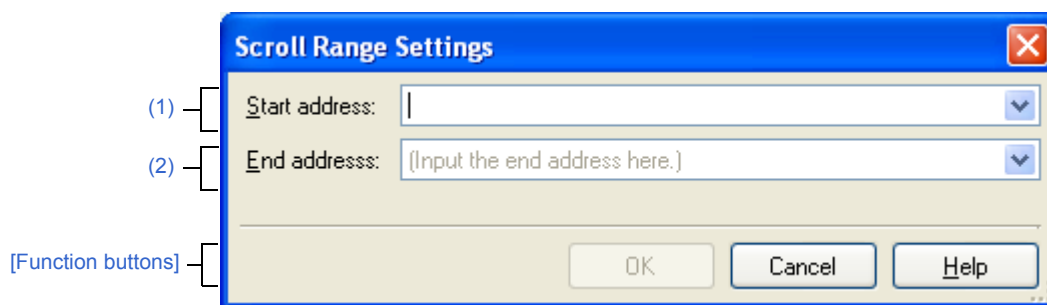 Scroll Range Settings
(1) Start address:
(2) End addresss: (Input the end address here.)
[Function buttons] OK Cancel Help